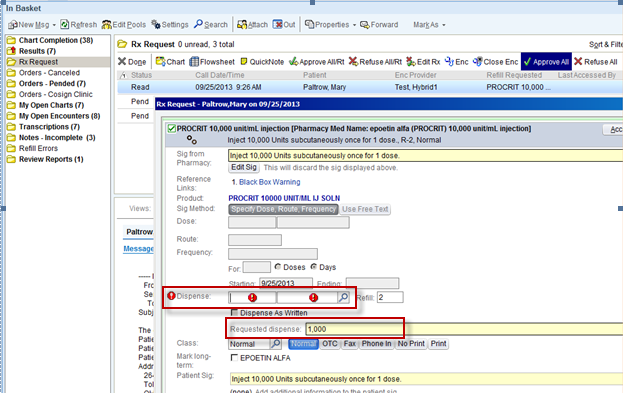 In Basket
New Msg Refresh Edit Pools Settings Search Attach Out Properties Forward Mark As
Chart Completion (38)
Results (7)
Rx Request
Orders - Canceled
Orders - Pended (7)
Orders - Cosign Clinic
My Open Charts (7)
My Open Encounters (8)
Transcriptions (7)
Notes - Incomplete (3)
Refill Errors
Review Reports (1)
Rx Request 0 unread, 3 total Sort & Filte
Done Chart Flowsheet QuickNote Approve All/Rt Refuse All/Rt Edit Rx Enc Close Enc Approve All Refuse All
Status Call Date/Time Patient Enc Provider Refill Requested Last Accessed By
Read 09/25/2013 9:26 AM Paltrow, Mary Test, Hybrid1 PROCRIT 10,000 ...
Pend
Pend
Rx Request - Paltrow,Mary on 09/25/2013
PROCRIT 10,000 unit/mL injection [Pharmacy Med Name: epoetin alfa (PROCRIT) 10,000 unit/mL injection]
Inject 10,000 Units subcutaneously once for 1 dose., R-2, Normal
Acc
Sig from Pharmacy: Inject 10,000 Units subcutaneously once for 1 dose.
Edit Sig This will discard the sig displayed above.
Reference Links: 1. Black Box Warning
Product: PROCRIT 10000 UNIT/ML IJ SOLN
Sig Method: Specify Dose, Route, Frequency Use Free Text
Dose:
Route:
Frequency:
For: Doses Days
Starting: 9/25/2013 Ending:
Dispense: Refill: 2
Dispense As Written
Requested dispense: 1,000
Class: Normal Normal OTC Fax Phone In No Print Print
Mark long-term: EPOETIN ALFA
Patient Sig: Inject 10,000 Units subcutaneously once for 1 dose.
(none) Add additional information to the patient sig
Views:
Paltrow
Message
Fro
Se
To
Subj
The
Patie
Patie
Patie
Addr
26-
Tol